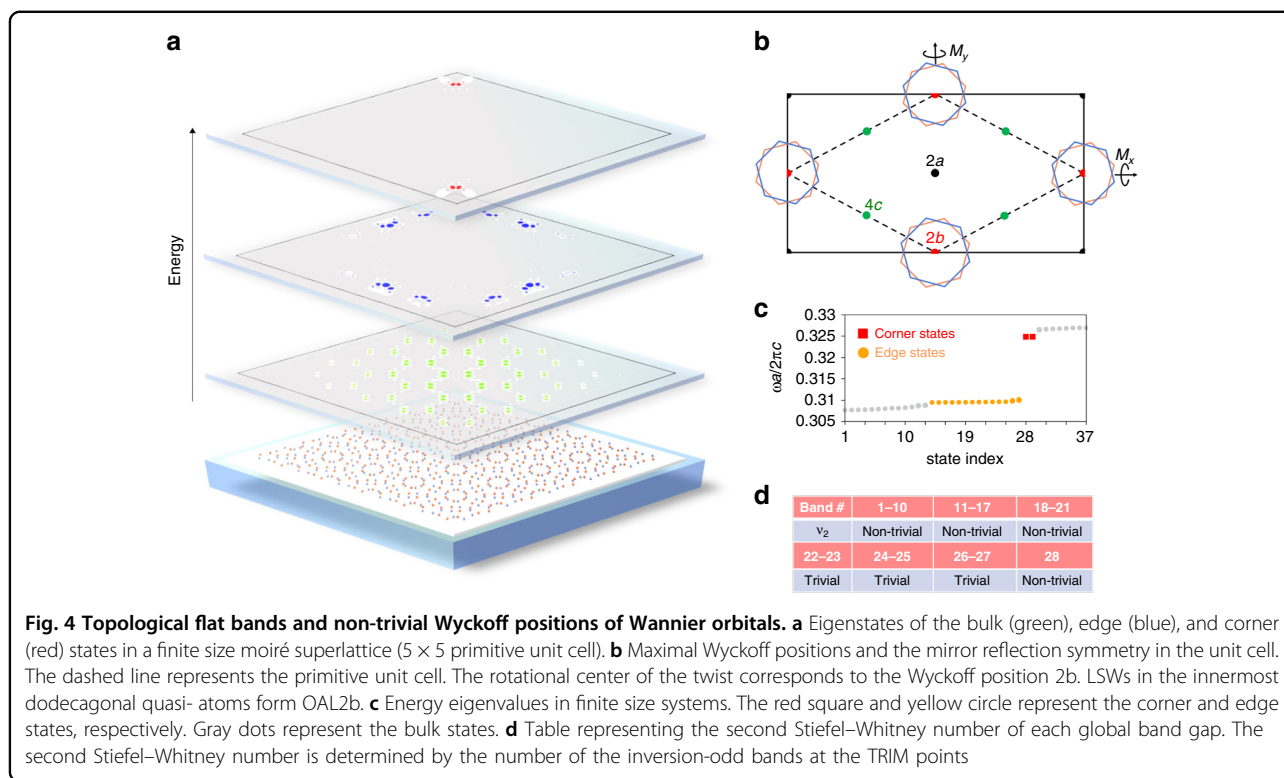 a
Energy
b
M_y
M_x
2a
4c
2b
c
0.33
0.325
0.32
0.315
0.310
0.305
ωa/2πc
Corner states
Edge states
1
10
19
28
37
state index
d
Band # 1–10 11–17 18–21
ν₂ Non-trivial Non-trivial Non-trivial
22–23 24–25 26–27 28
Trivial Trivial Trivial Non-trivial
Fig. 4 Topological flat bands and non-trivial Wyckoff positions of Wannier orbitals. a Eigenstates of the bulk (green), edge (blue), and corner
(red) states in a finite size moiré superlattice (5 × 5 primitive unit cell). b Maximal Wyckoff positions and the mirror reflection symmetry in the unit cell.
The dashed line represents the primitive unit cell. The rotational center of the twist corresponds to the Wyckoff position 2b. LSWs in the innermost
dodecagonal quasi- atoms form OAL2b. c Energy eigenvalues in finite size systems. The red square and yellow circle represent the corner and edge
states, respectively. Gray dots represent the bulk states. d Table representing the second Stiefel–Whitney number of each global band gap. The
second Stiefel–Whitney number is determined by the number of the inversion-odd bands at the TRIM points